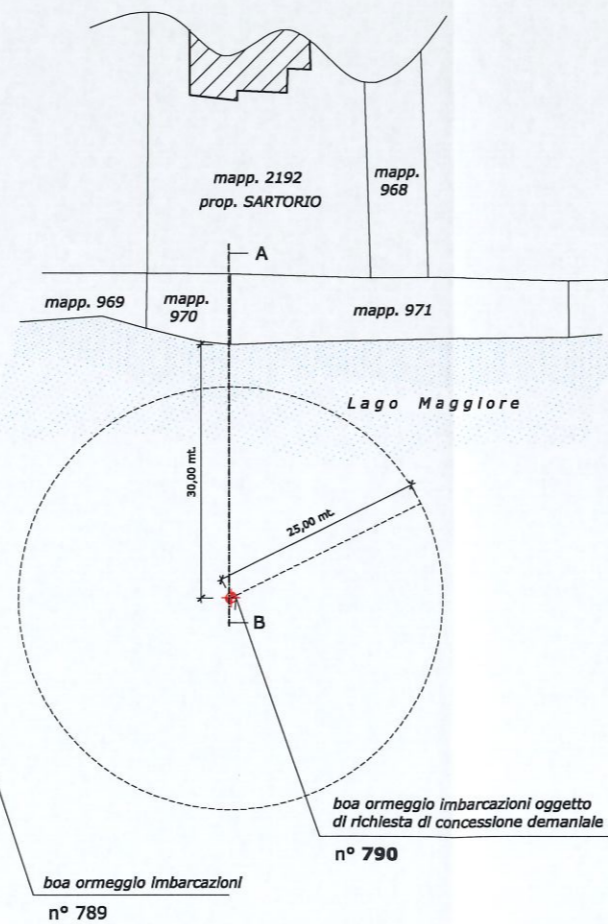 mapp. 2192
prop. SARTORIO
mapp.
968
A
mapp. 969
mapp.
970
mapp. 971
Lago Maggiore
30,00 mt.
25,00 mt.
B
boa ormeggio imbarcazioni oggetto
di richiesta di concessione demaniale
n° 790
boa ormeggio imbarcazioni
n° 789